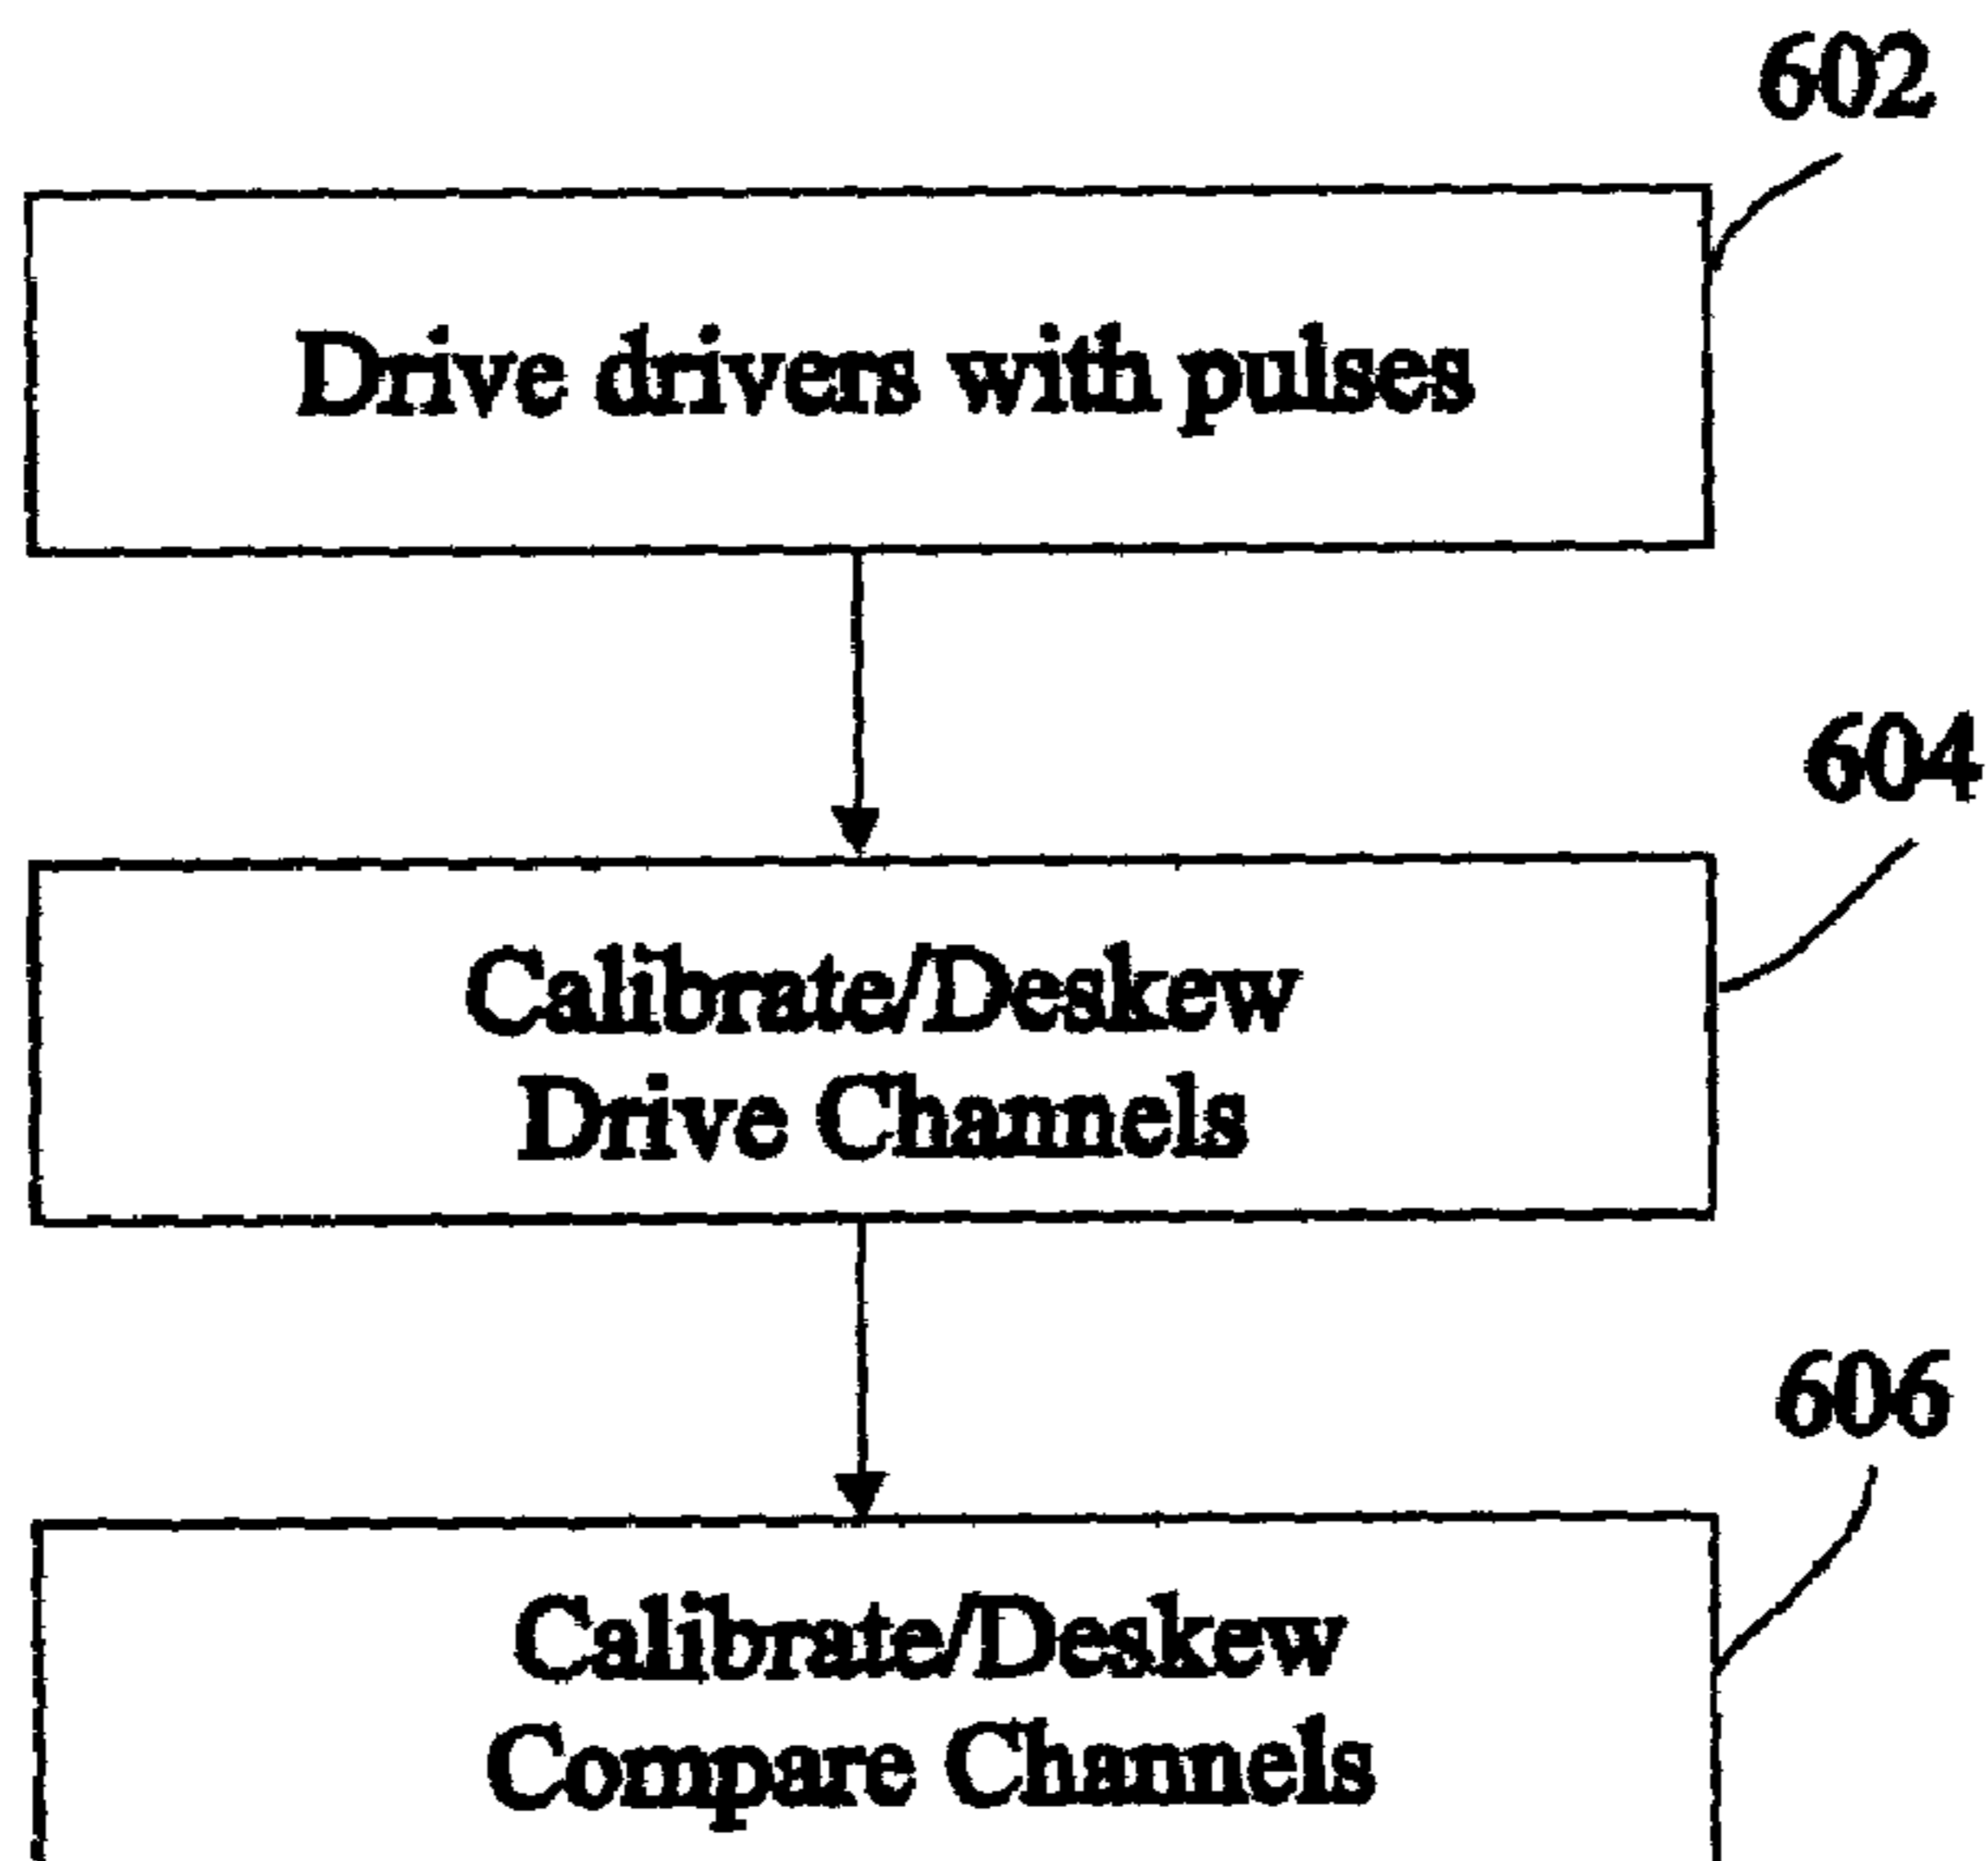 602
Drive drivers with pulses
604
Calibrate/Deskew
Drive Channels
606
Calibrate/Deskew
Compare Channels